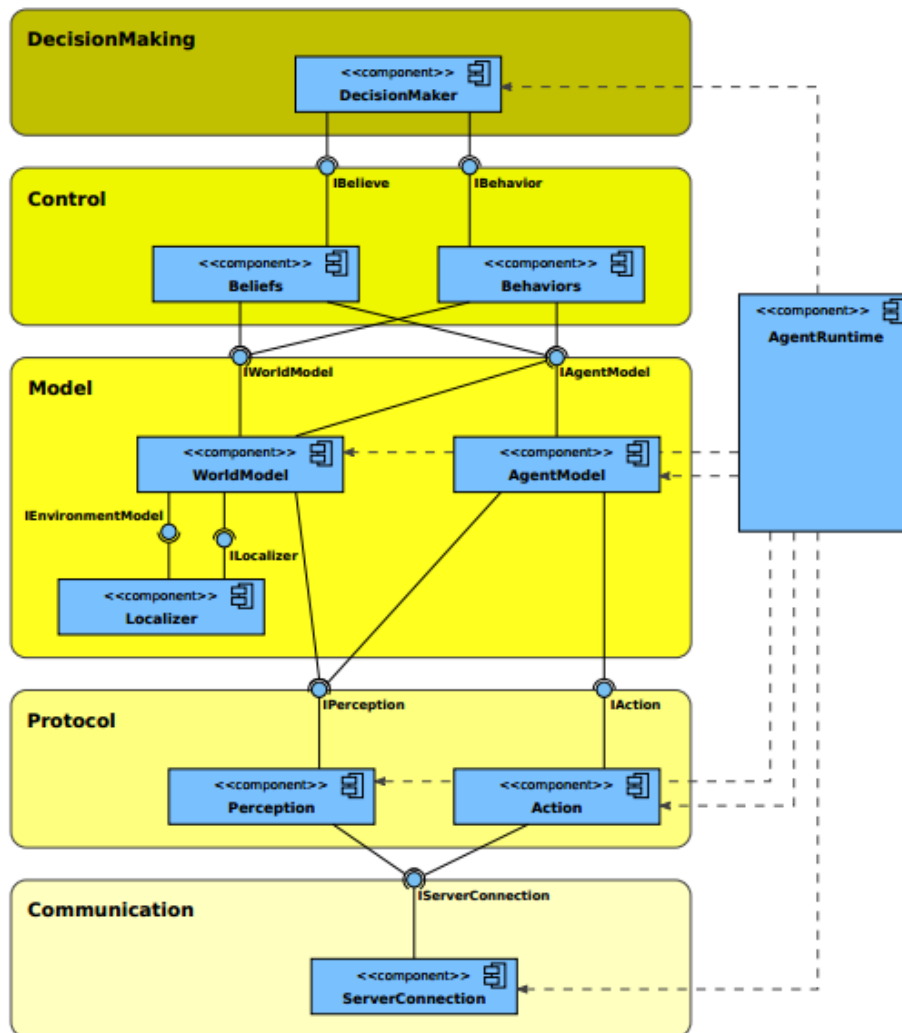 DecisionMaking
<<component>>
DecisionMaker
IBelieve
IBehavior
Control
<<component>>
Beliefs
<<component>>
Behaviors
<<component>>
AgentRuntime
IWorldModel
IAgentModel
Model
<<component>>
WorldModel
<<component>>
AgentModel
IEnvironmentModel
ILocalizer
<<component>>
Localizer
IPerception
IAction
Protocol
<<component>>
Perception
<<component>>
Action
IServerConnection
Communication
<<component>>
ServerConnection